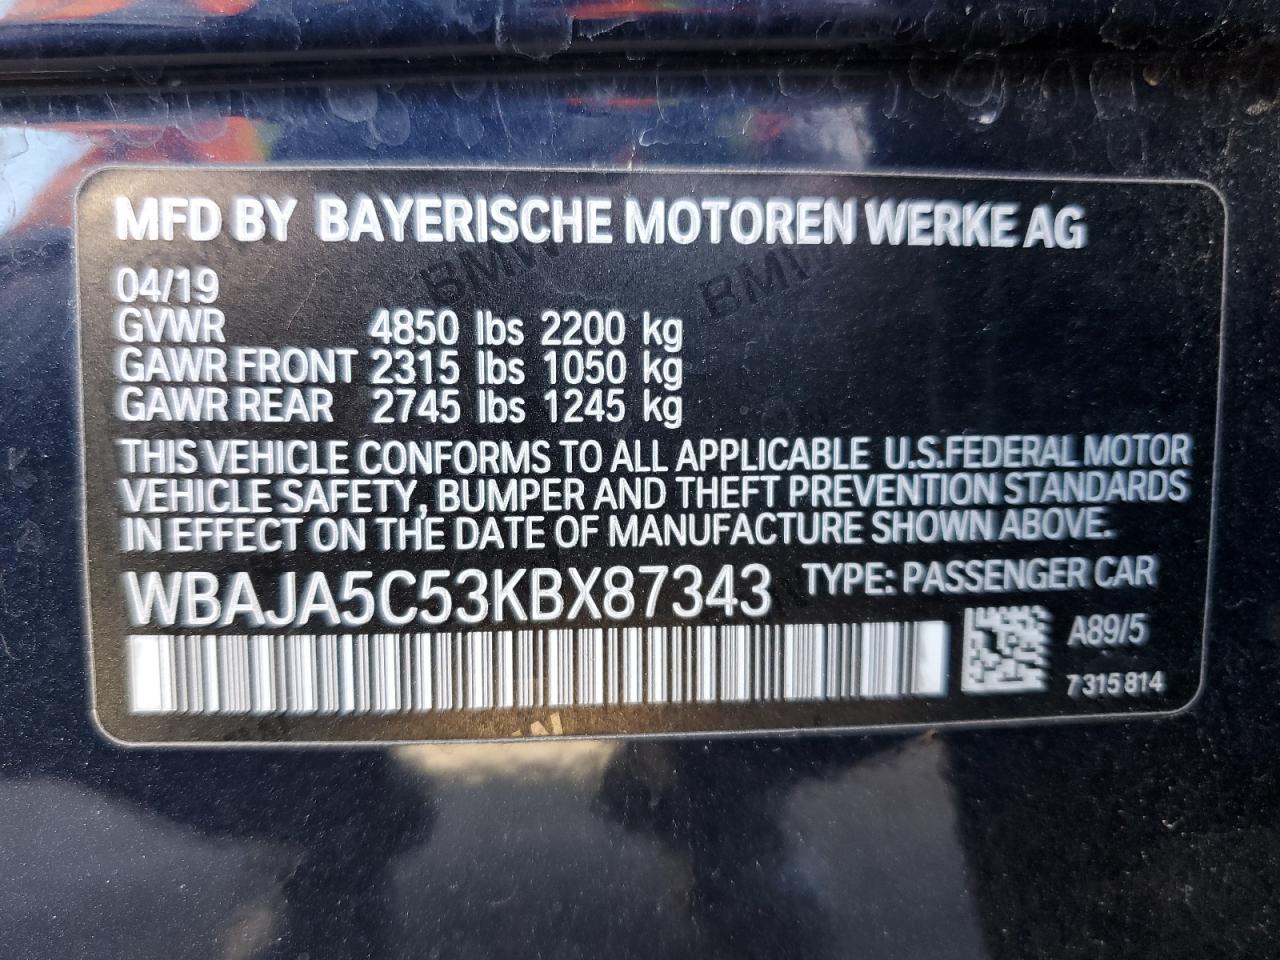 MFD BY BAYERISCHE MOTOREN WERKE AG
04/19
GVWR 4850 lbs 2200 kg
GAWR FRONT 2315 lbs 1050 kg
GAWR REAR 2745 lbs 1245 kg
THIS VEHICLE CONFORMS TO ALL APPLICABLE U.S.FEDERAL MOTOR
VEHICLE SAFETY, BUMPER AND THEFT PREVENTION STANDARDS
IN EFFECT ON THE DATE OF MANUFACTURE SHOWN ABOVE.
WBAJA5C53KBX87343 TYPE: PASSENGER CAR
A89/5
7 315 814
BMW BMW